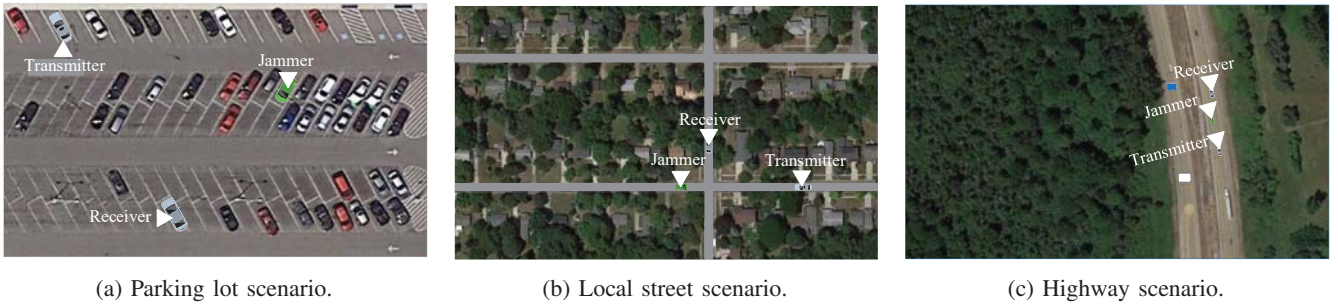 Transmitter
Jammer
Receiver
Receiver
Jammer
Transmitter
Receiver
Jammer
Transmitter
(a) Parking lot scenario.
(b) Local street scenario.
(c) Highway scenario.